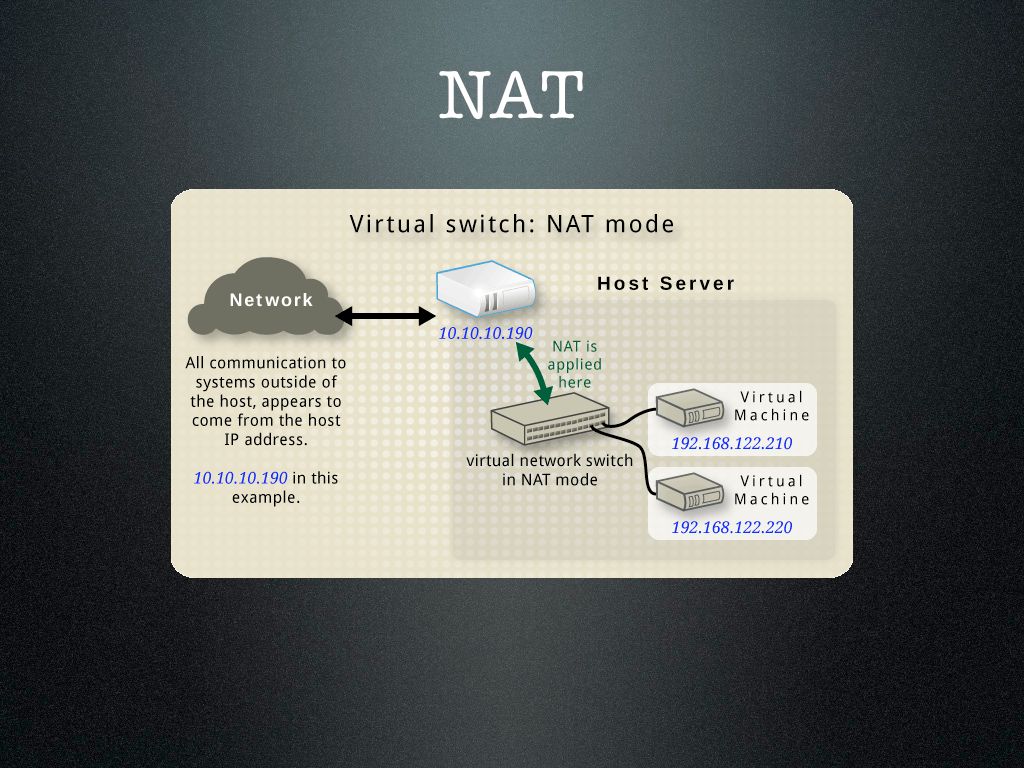 NAT
Virtual switch: NAT mode
Network
Host Server
10.10.10.190
NAT is
applied
here
All communication to
systems outside of
the host, appears to
come from the host
IP address.
10.10.10.190 in this
example.
virtual network switch
in NAT mode
Virtual
Machine
192.168.122.210
Virtual
Machine
192.168.122.220